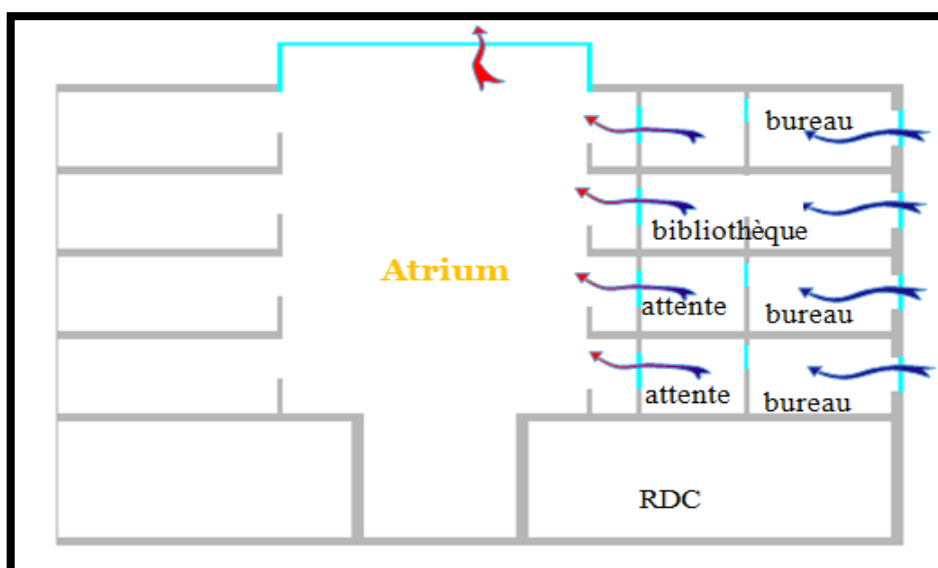 bureau
bibliothèque
Atrium
attente
bureau
attente
bureau
RDC